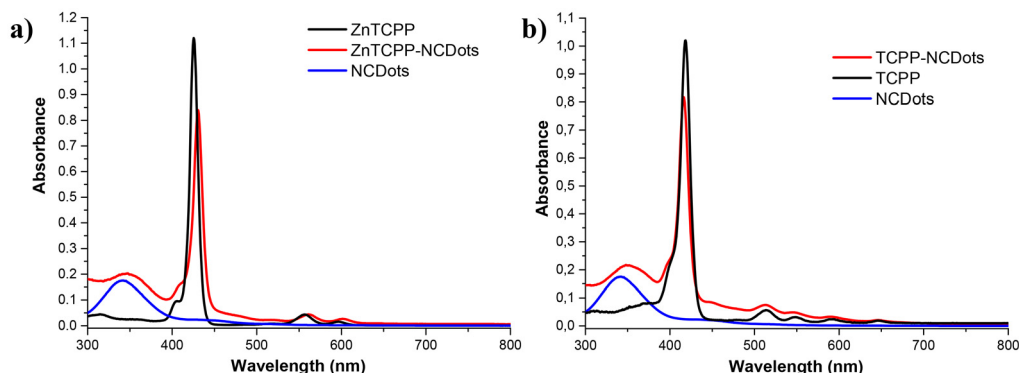 a)
ZnTCPP
ZnTCPP-NCDots
NCDots
1.2
1.1
1.0
0.9
0.8
0.7
0.6
0.5
0.4
0.3
0.2
0.1
0.0
Absorbance
300 400 500 600 700 800
Wavelength (nm)
b)
TCPP-NCDots
TCPP
NCDots
1,1
1,0
0,9
0,8
0,7
0,6
0,5
0,4
0,3
0,2
0,1
0,0
Absorbance
300 400 500 600 700 800
Wavelength (nm)